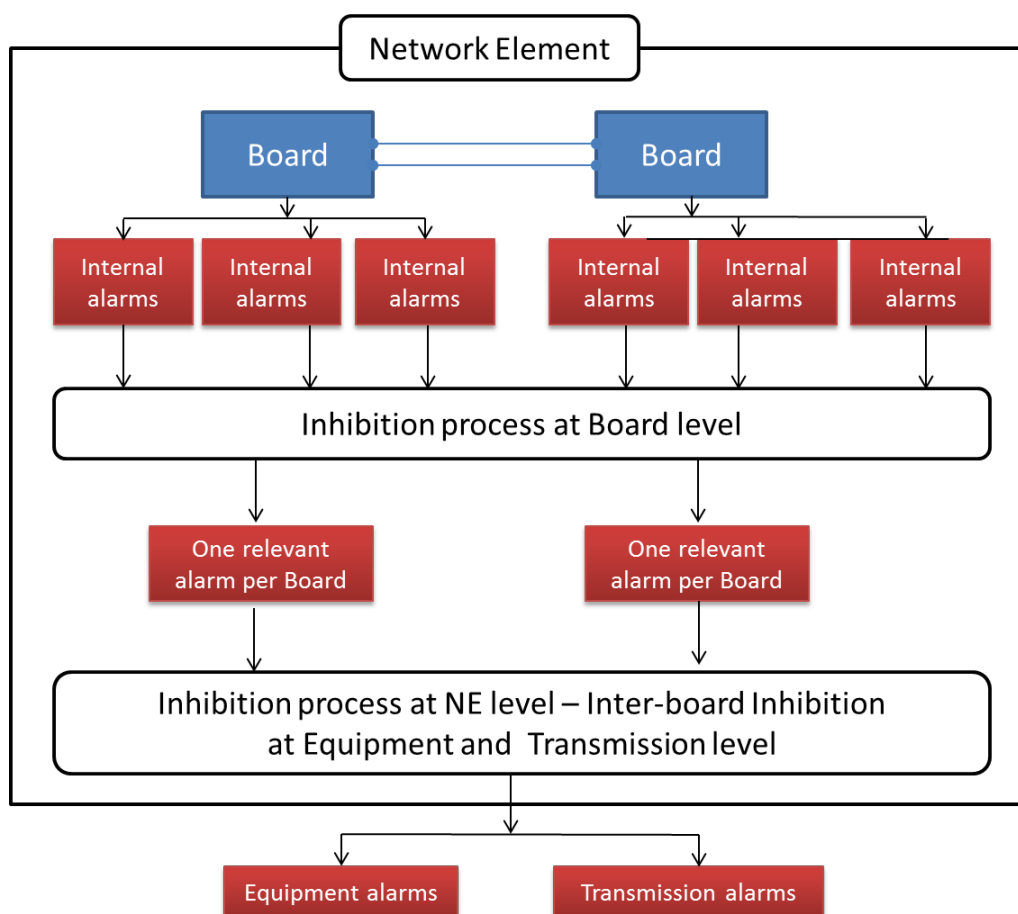 Network Element
Board
Board
Internal
alarms
Internal
alarms
Internal
alarms
Internal
alarms
Internal
alarms
Internal
alarms
Inhibition process at Board level
One relevant
alarm per Board
One relevant
alarm per Board
Inhibition process at NE level – Inter-board Inhibition
at Equipment and Transmission level
Equipment alarms
Transmission alarms